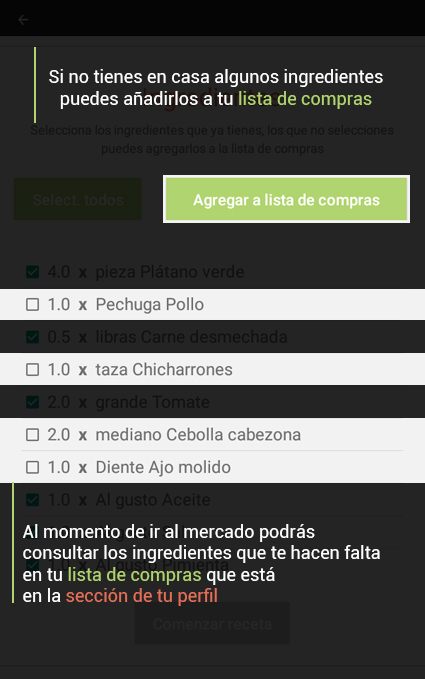 Si no tienes en casa algunos ingredientes
puedes añadirlos a tu lista de compras
Ingredientes
Selecciona los ingredientes que ya tienes, los que no selecciones
puedes agregarlos a la lista de compras
Select. todos
Agregar a lista de compras
4.0 x pieza Plátano verde
1.0 x Pechuga Pollo
0.5 x libras Carne desmechada
1.0 x taza Chicharrones
2.0 x grande Tomate
2.0 x mediano Cebolla cabezona
1.0 x Diente Ajo molido
1.0 x Al gusto Aceite
Al momento de ir al mercado podrás
consultar los ingredientes que te hacen falta
Al gusto Pimienta
en tu lista de compras que está
en la sección de tu perfil
Comenzar receta